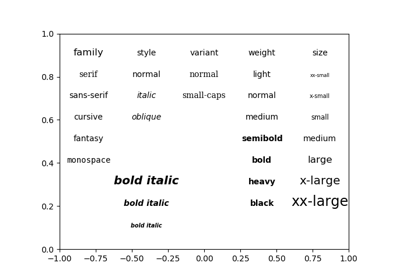 1.0
family style variant weight size
serif normal normal light xx-small
0.8
sans-serif italic small-caps normal x-small
cursive oblique medium small
0.6
fantasy semibold medium
monospace bold large
0.4
bold italic heavy x-large
bold italic black xx-large
0.2
bold italic
0.0
−1.00 −0.75 −0.50 −0.25 0.00 0.25 0.50 0.75 1.00